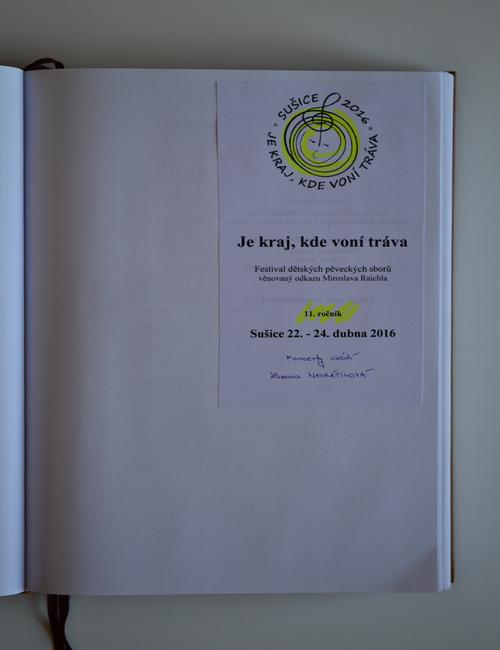 SUŠICE 2016
JE KRAJ, KDE VONÍ TRÁVA
Je kraj, kde voní tráva
Festival dětských pěveckých sborů
věnovaný odkazu Miroslava Raichla
11. ročník
Sušice 22. - 24. dubna 2016
Koncerty uvádí
Zuzana NAVRÁTILOVÁ